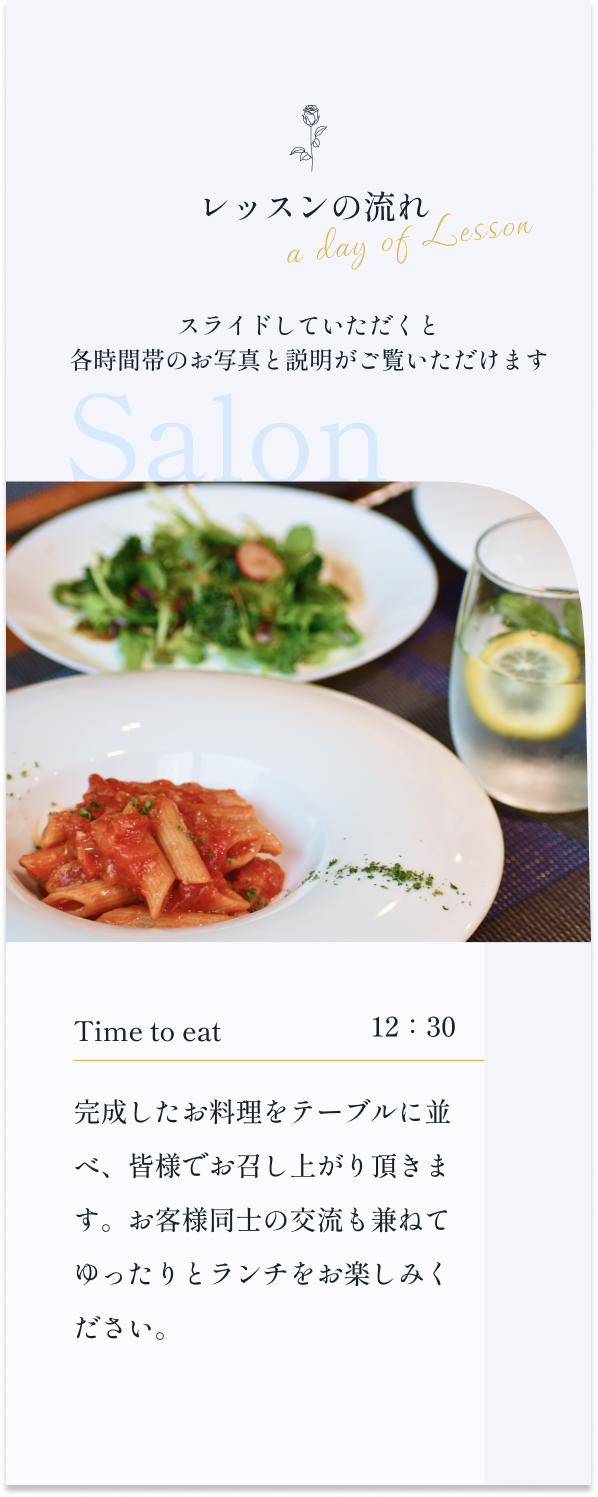 レッスンの流れ
a day of Lesson
スライドしていただくと
各時間帯のお写真と説明がご覧いただけます
Salon
Time to eat
12：30
完成したお料理をテーブルに並
べ、皆様でお召し上がり頂きま
す。お客様同士の交流も兼ねて
ゆったりとランチをお楽しみく
ださい。